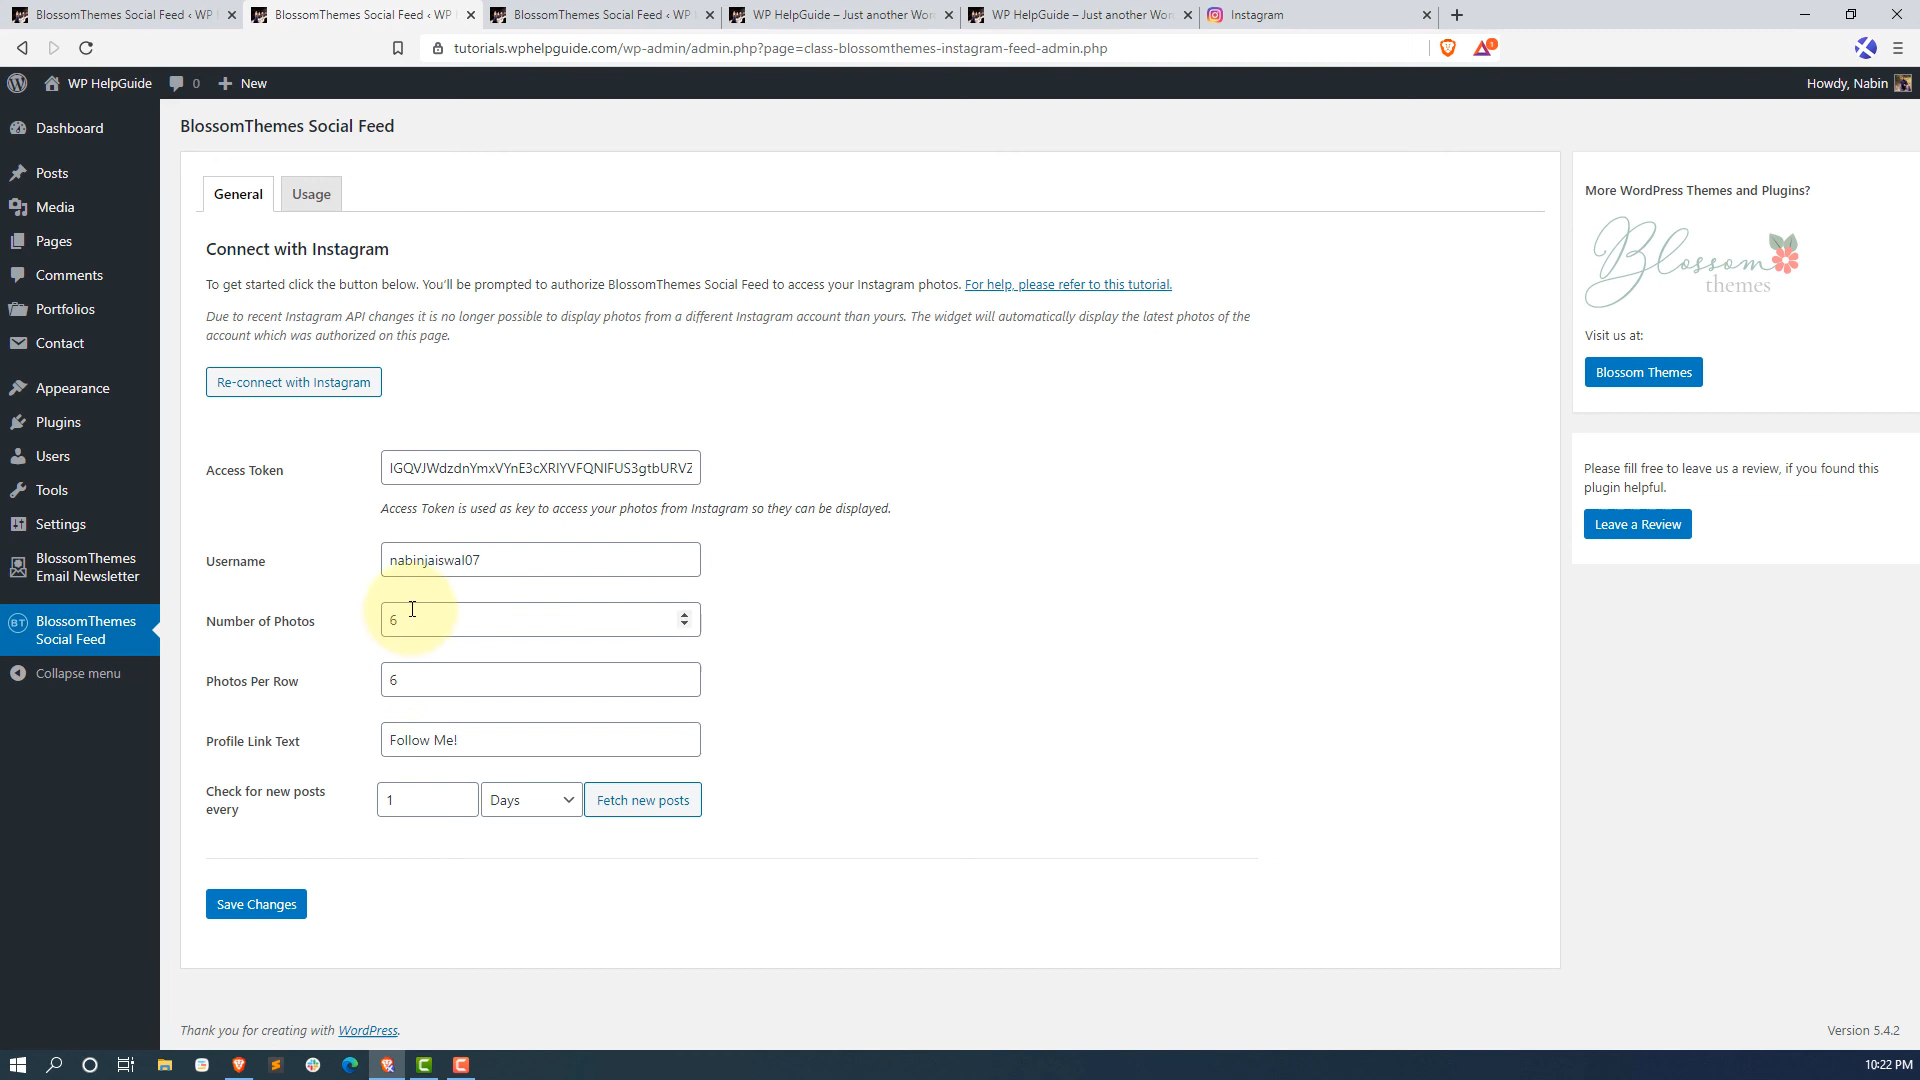 BlossomThemes Social Feed ‹ WP
BlossomThemes Social Feed ‹ WP
BlossomThemes Social Feed ‹ WP
WP HelpGuide – Just another Wor
WP HelpGuide – Just another Wor
Instagram
tutorials.wphelpguide.com/wp-admin/admin.php?page=class-blossomthemes-instagram-feed-admin.php
1
WP HelpGuide
0
New
Howdy, Nabin
Dashboard
Posts
Media
Pages
Comments
Portfolios
Contact
Appearance
Plugins
Users
Tools
Settings
BlossomThemes
Email Newsletter
BT
BlossomThemes
Social Feed
Collapse menu
BlossomThemes Social Feed
General
Usage
Connect with Instagram
To get started click the button below. You’ll be prompted to authorize BlossomThemes Social Feed to access your Instagram photos. For help, please refer to this tutorial.
Due to recent Instagram API changes it is no longer possible to display photos from a different Instagram account than yours. The widget will automatically display the latest photos of the
account which was authorized on this page.
Re-connect with Instagram
Access Token
IGQVJWdzdnYmxVYnE3cXRIYVFQNIFUS3gtbURVZ
Access Token is used as key to access your photos from Instagram so they can be displayed.
Username
nabinjaiswal07
Number of Photos
6
Photos Per Row
6
Profile Link Text
Follow Me!
Check for new posts
every
1
Days
Fetch new posts
Save Changes
More WordPress Themes and Plugins?
Blossom
themes
Visit us at:
Blossom Themes
Please fill free to leave us a review, if you found this
plugin helpful.
Leave a Review
Thank you for creating with WordPress.
Version 5.4.2
10:22 PM